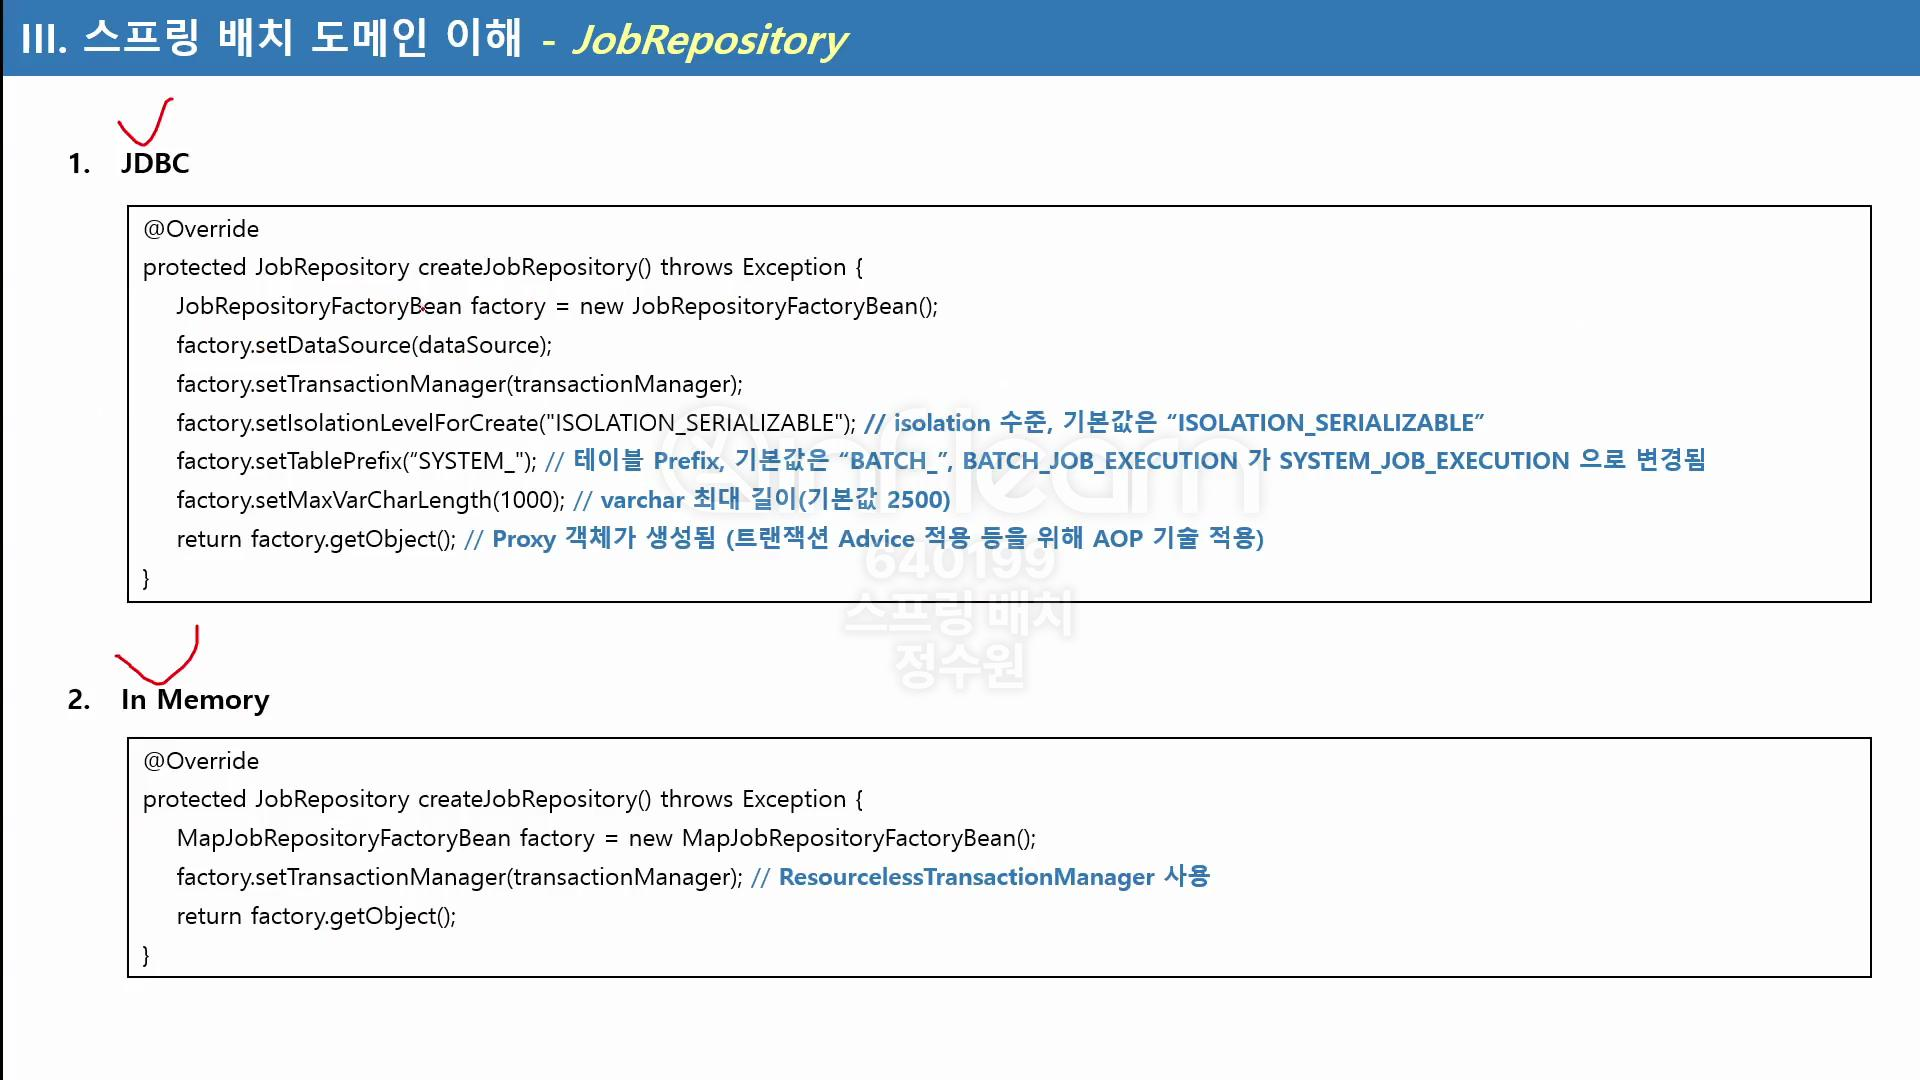 III. 스프링 배치 도메인 이해 - JobRepository
1. JDBC
@Override
protected JobRepository createJobRepository() throws Exception {
JobRepositoryFactoryBean factory = new JobRepositoryFactoryBean();
factory.setDataSource(dataSource);
factory.setTransactionManager(transactionManager);
factory.setIsolationLevelForCreate("ISOLATION_SERIALIZABLE"); // isolation 수준, 기본값은 “ISOLATION_SERIALIZABLE”
factory.setTablePrefix(“SYSTEM_"); // 테이블 Prefix, 기본값은 “BATCH_”, BATCH_JOB_EXECUTION 가 SYSTEM_JOB_EXECUTION 으로 변경됨
factory.setMaxVarCharLength(1000); // varchar 최대 길이(기본값 2500)
return factory.getObject(); // Proxy 객체가 생성됨 (트랜잭션 Advice 적용 등을 위해 AOP 기술 적용)
}
inflearn
640199
스프링 배치
정수원
2. In Memory
@Override
protected JobRepository createJobRepository() throws Exception {
MapJobRepositoryFactoryBean factory = new MapJobRepositoryFactoryBean();
factory.setTransactionManager(transactionManager); // ResourcelessTransactionManager 사용
return factory.getObject();
}